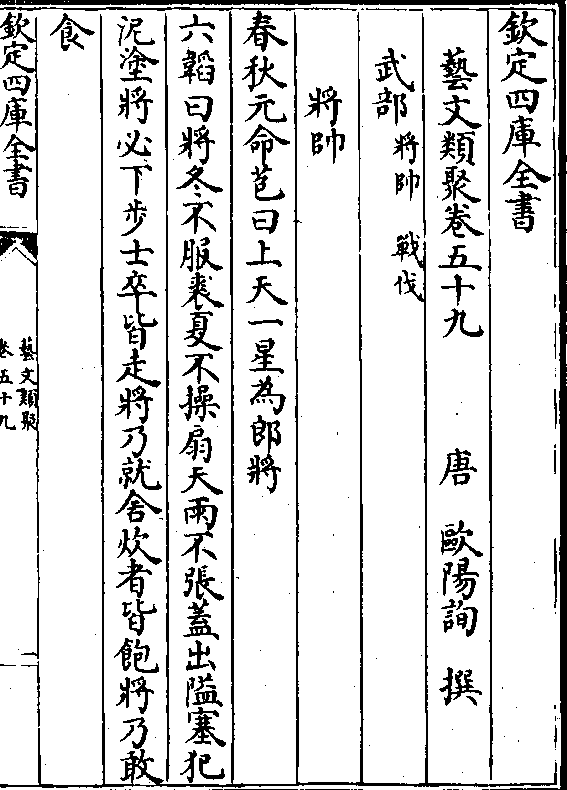 欽定四庫全書
藝文類聚卷五十九　唐　歐陽詢　撰
武部 將帥　戰伐
將帥
春秋元命苞曰上天一星為郎將
六韜曰將冬不服裘夏不操扇天雨不張蓋出隘塞犯
泥塗將必下步士卒皆走將乃就舍炊者皆飽將乃敢
食
欽定四庫全書
藝文類聚
卷五十九
一